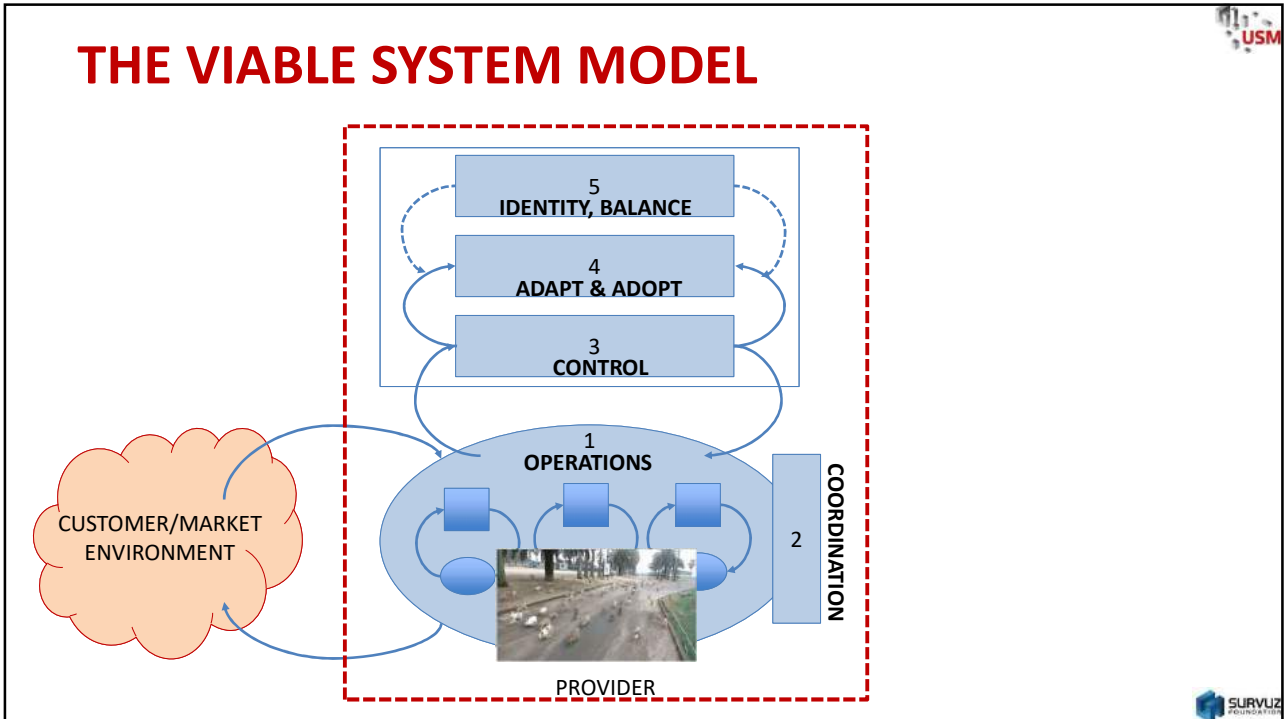 USM
THE VIABLE SYSTEM MODEL
5
IDENTITY, BALANCE
4
ADAPT & ADOPT
3
CONTROL
1
OPERATIONS
CUSTOMER/MARKET
ENVIRONMENT
2
COORDINATION
PROVIDER
SURVUZ
FOUNDATION